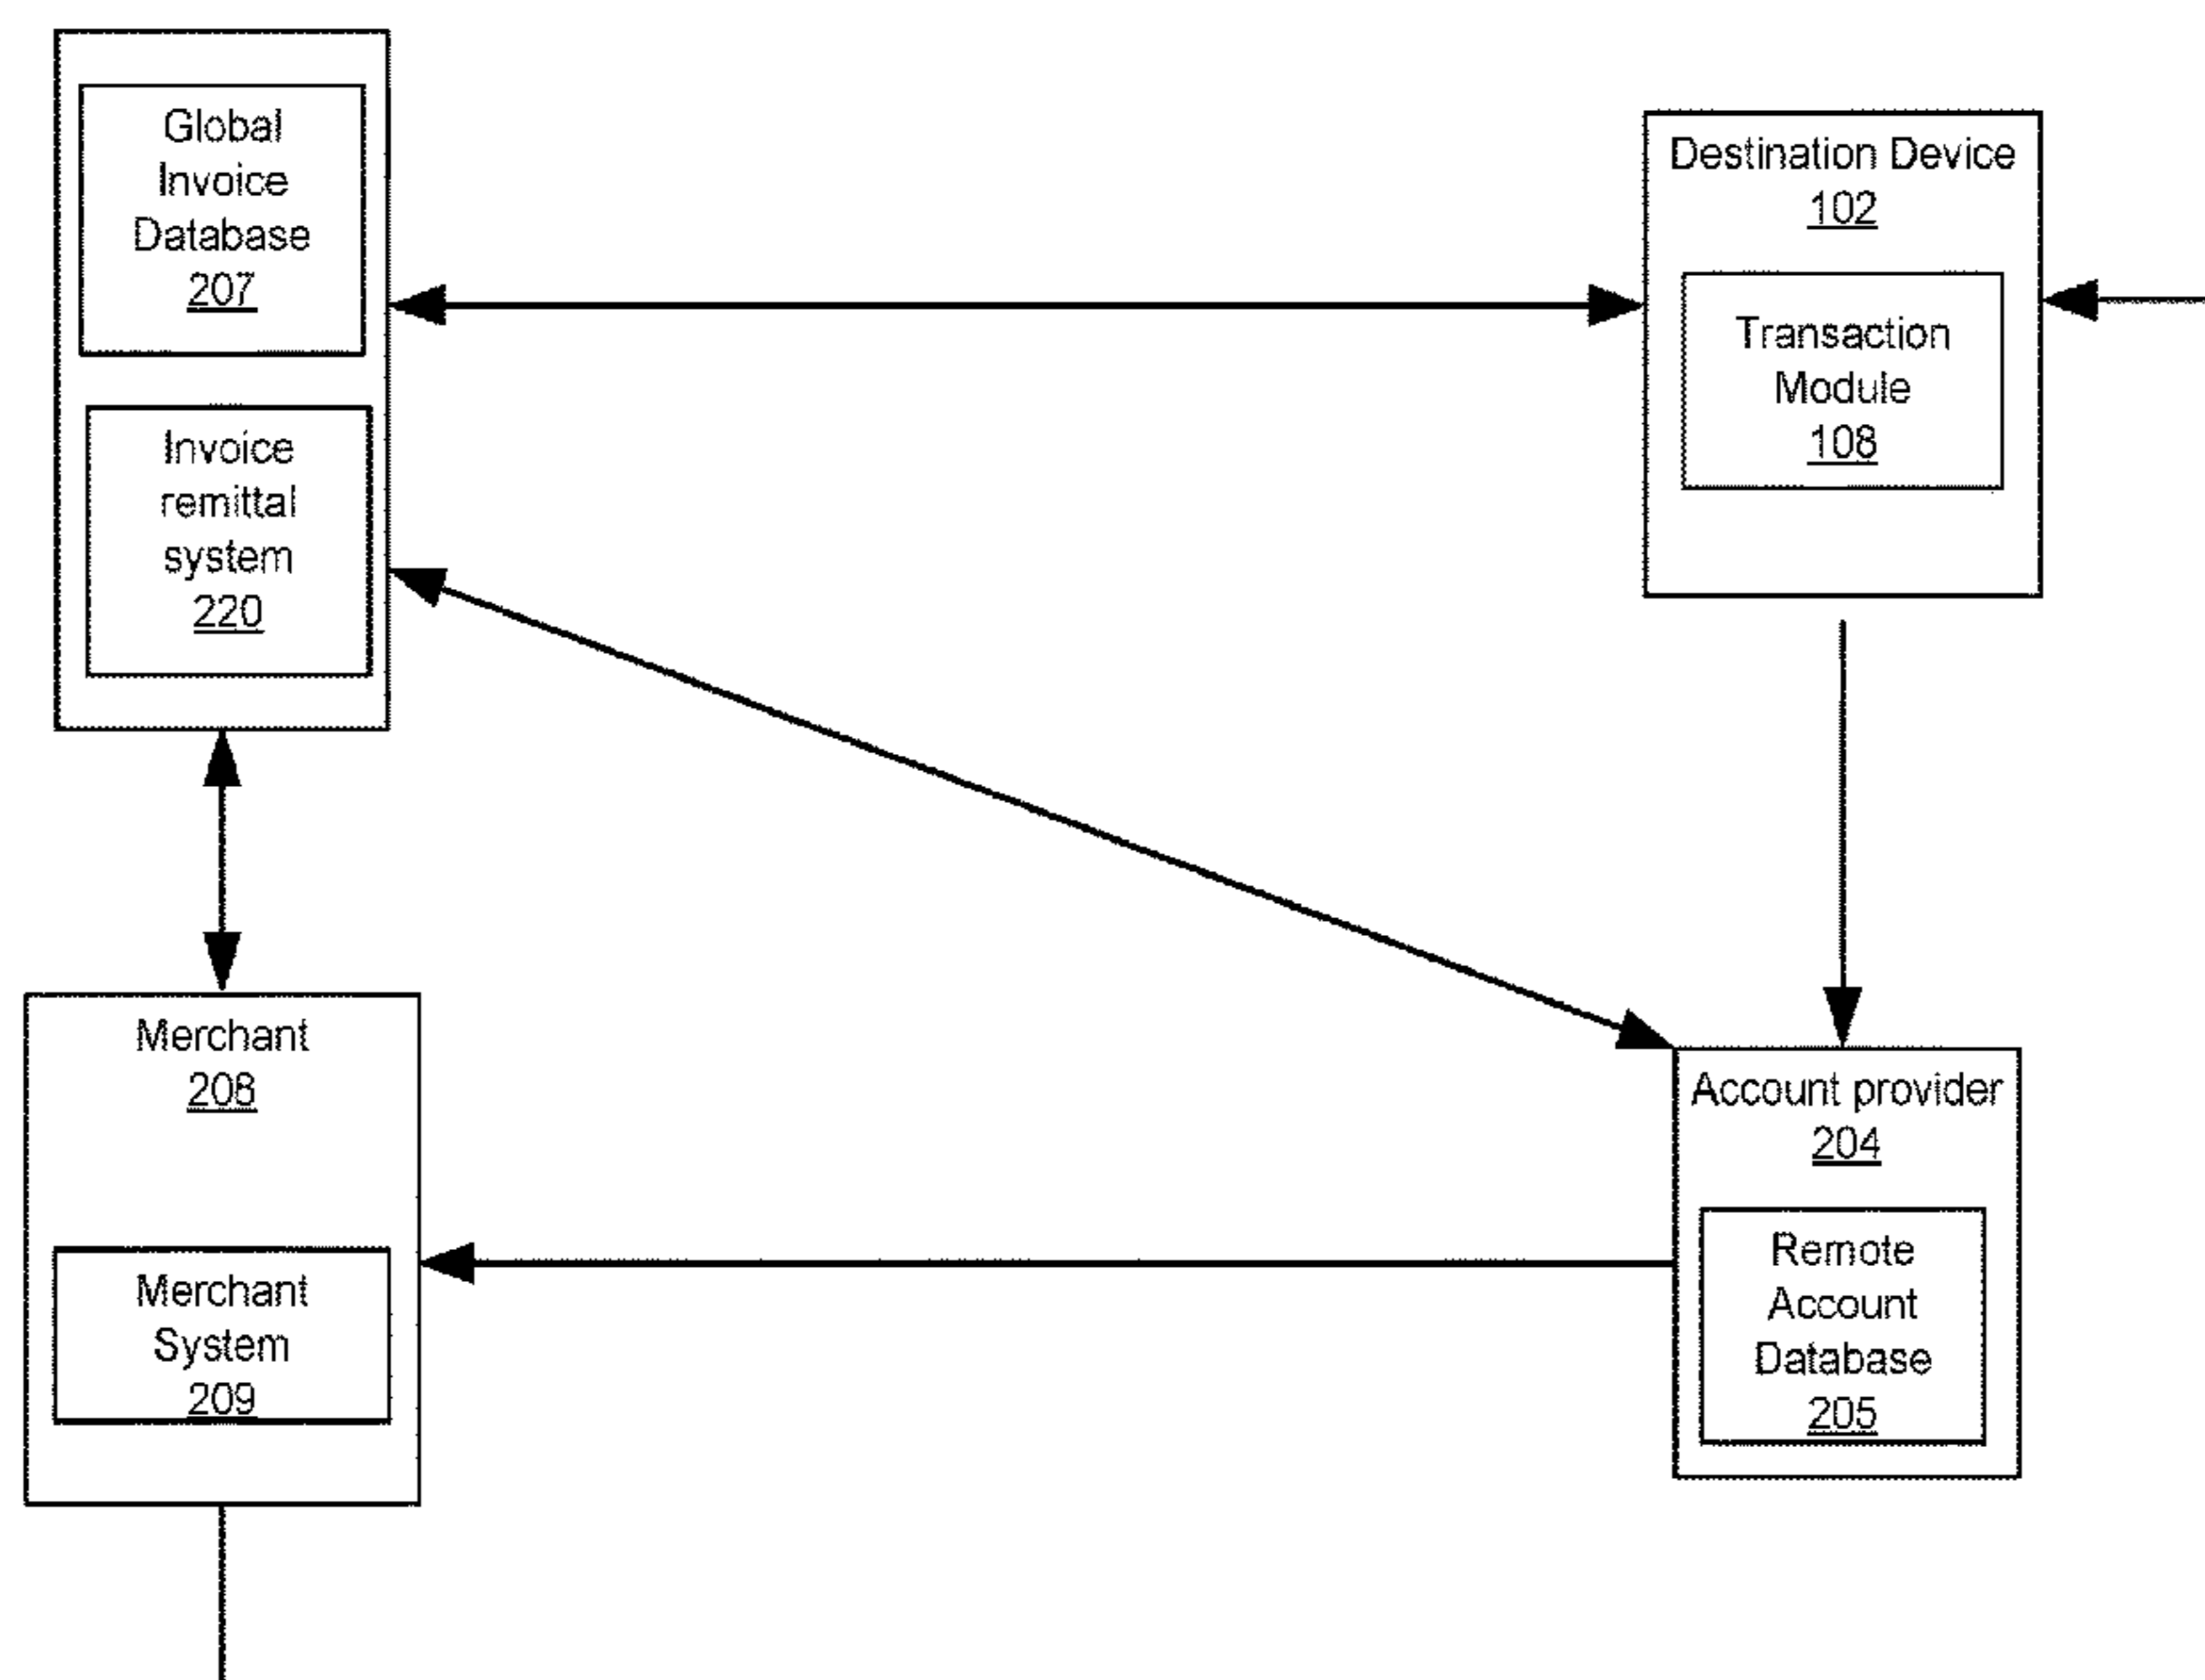 Global
Invoice
Database
207
Invoice
remittal
system
220
Destination Device
102
Transaction
Module
108
Merchant
208
Merchant
System
209
Account provider
204
Remote
Account
Database
205